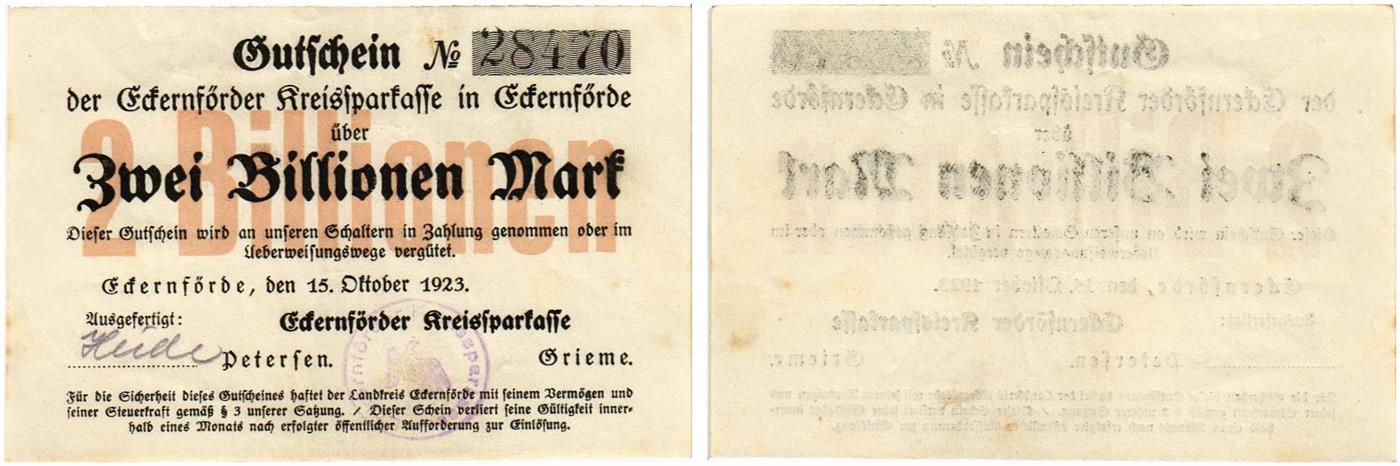 Gutschein № 28470
der Eckernförder Kreissparkasse in Eckernförde
über
2 Billionen
Zwei Billionen Mark
Dieser Gutschein wird an unseren Schaltern in Zahlung genommen oder im
Ueberweisungswege vergütet.
Eckernförde, den 15. Oktober 1923.
Ausgefertigt: Eckernförder Kreissparkasse
Petersen. Grieme.
Für die Sicherheit dieses Gutscheines haftet der Landkreis Eckernförde mit seinem Vermögen und
seiner Steuerkraft gemäß § 3 unserer Satzung. / Dieser Schein verliert seine Gültigkeit inner-
halb eines Monats nach erfolgter öffentlicher Aufforderung zur Einlösung.